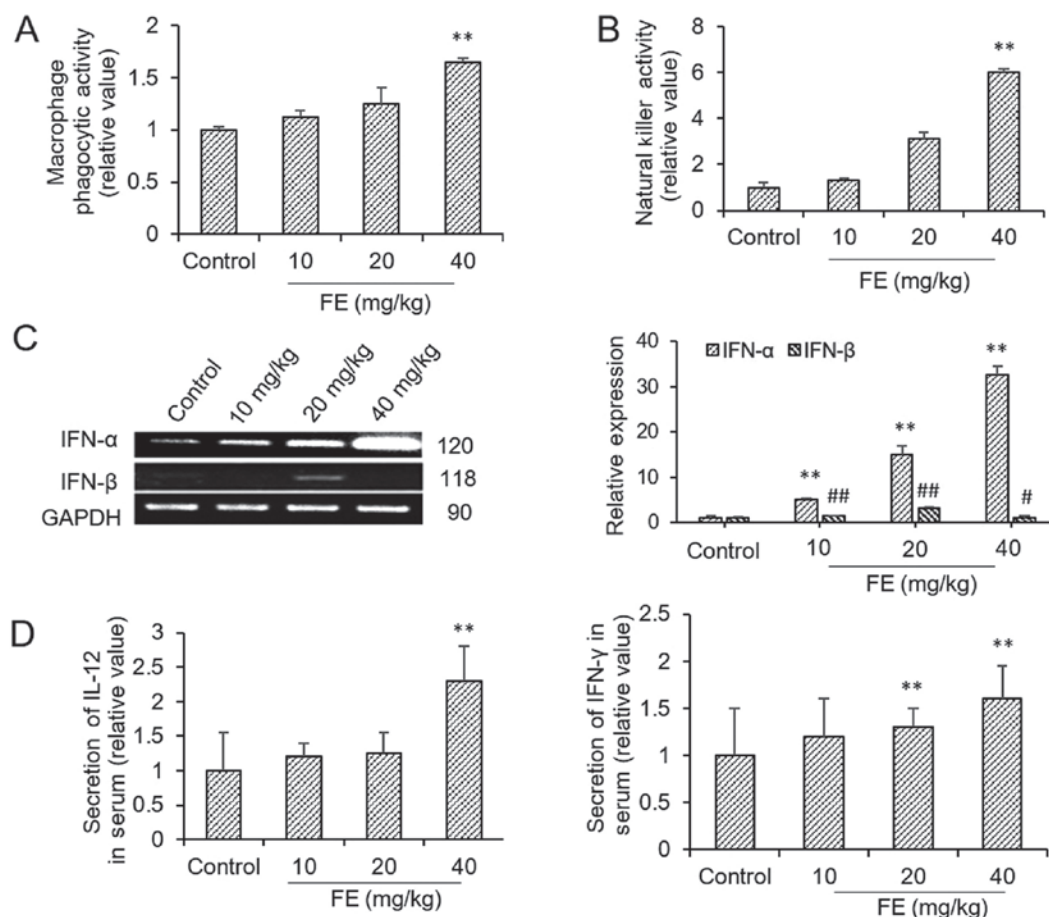 A
Macrophage
phagocytic activity
(relative value)
2
1.5
1
0.5
0
**
Control 10 20 40
FE (mg/kg)
B
Natural killer activity
(relative value)
8
6
4
2
0
**
Control 10 20 40
FE (mg/kg)
C
Control 10 mg/kg 20 mg/kg 40 mg/kg
IFN-α 120
IFN-β 118
GAPDH 90
Relative expression
40
30
20
10
0
IFN-α IFN-β
** ## ** ## ** #
Control 10 20 40
FE (mg/kg)
D
Secretion of IL-12
in serum (relative value)
3
2.5
2
1.5
1
0.5
0
**
Control 10 20 40
FE (mg/kg)
Secretion of IFN-γ in
serum (relative value)
2.5
2
1.5
1
0.5
0
** **
Control 10 20 40
FE (mg/kg)